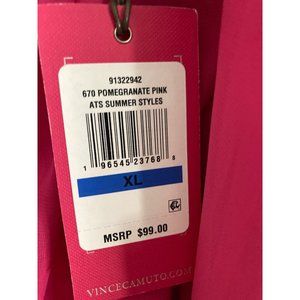 91322942
670 POMEGRANATE PINK
ATS SUMMER STYLES
1 96545 23768 8
XL
MSRP $99.00
VINCECAMUTO.COM